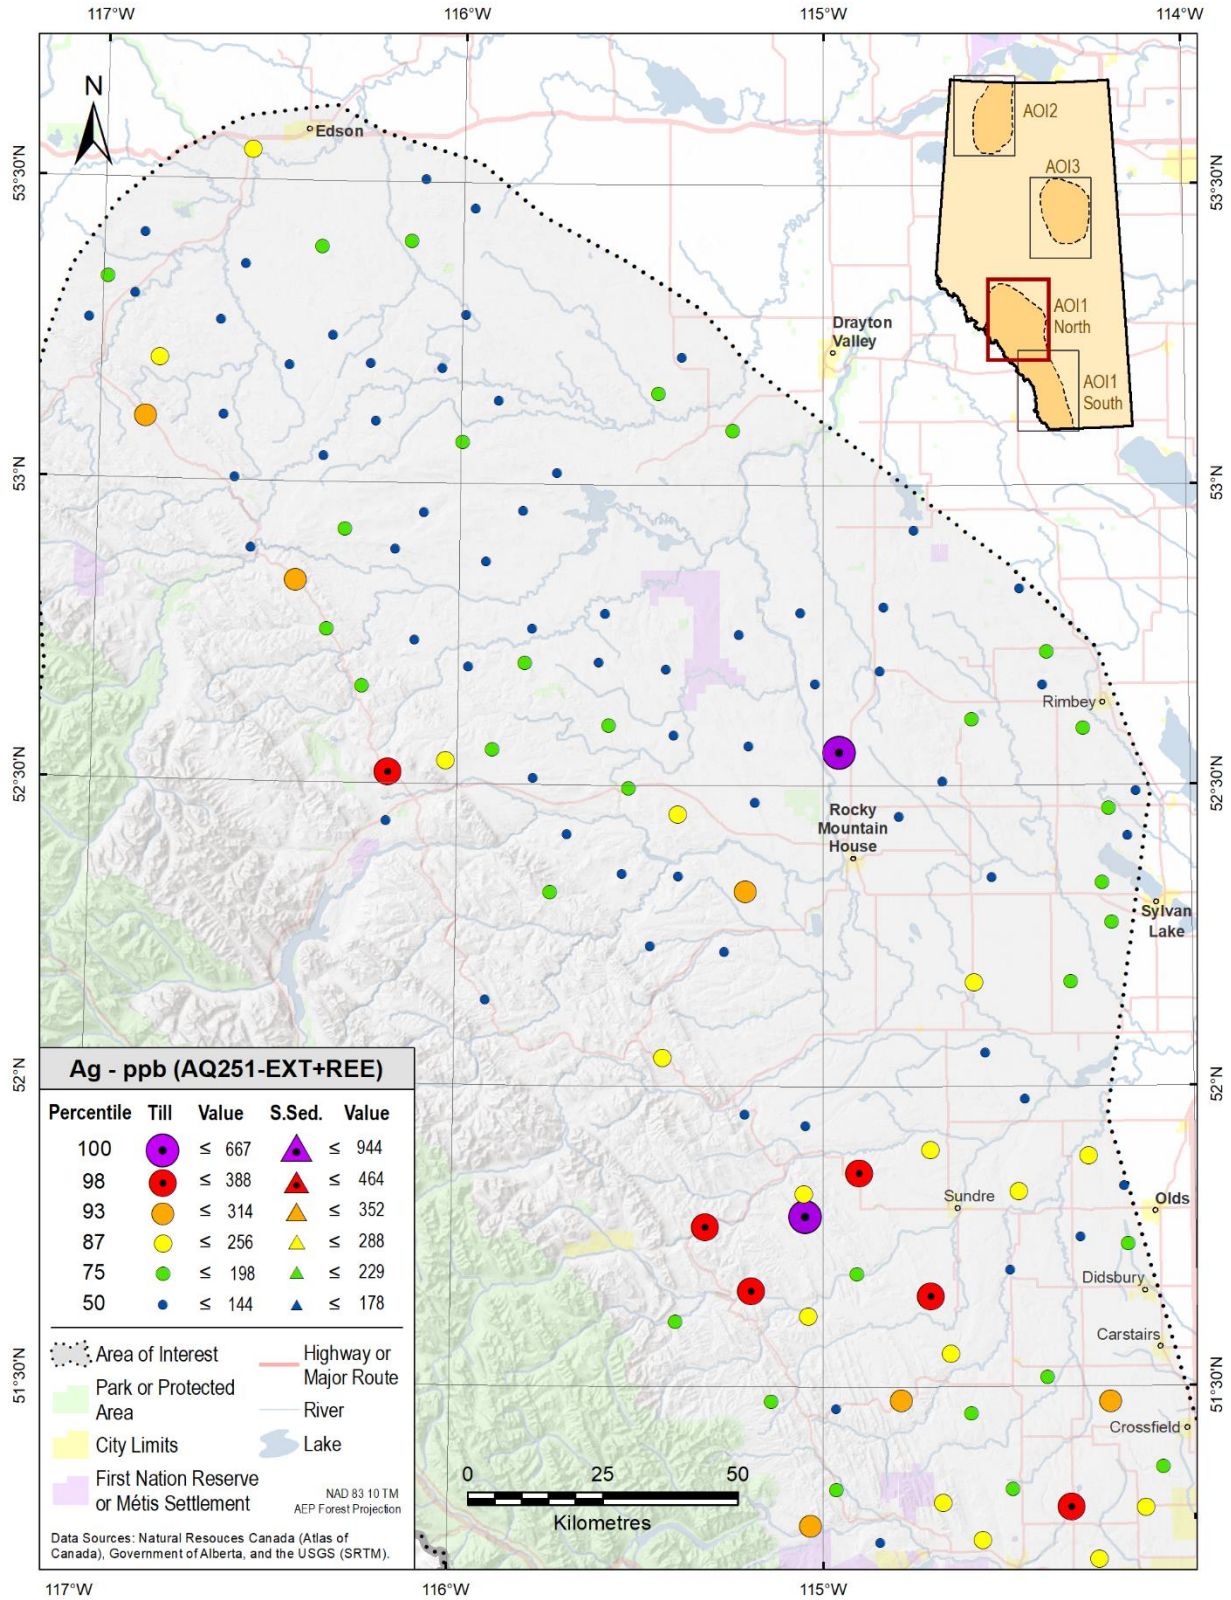 117°W 116°W 115°W 114°W
N
Edson
AOI2
AOI3
AOI1
North
AOI1
South
53°30'N 53°30'N
Drayton
Valley
53°N 53°N
Rimbey
52°30'N 52°30'N
Rocky
Mountain
House
Sylvan
Lake
52°N 52°N
Sundre
Olds
Didsbury
Carstairs
51°30'N 51°30'N
Crossfield
Ag - ppb (AQ251-EXT+REE)
Percentile Till Value S.Sed. Value
100 ≤ 667 ≤ 944
98 ≤ 388 ≤ 464
93 ≤ 314 ≤ 352
87 ≤ 256 ≤ 288
75 ≤ 198 ≤ 229
50 ≤ 144 ≤ 178
Area of Interest
Park or Protected
Area
City Limits
First Nation Reserve
or Métis Settlement
Highway or
Major Route
River
Lake
NAD 83 10 TM
AEP Forest Projection
Data Sources: Natural Resouces Canada (Atlas of
Canada), Government of Alberta, and the USGS (SRTM).
0 25 50
Kilometres
117°W 116°W 115°W